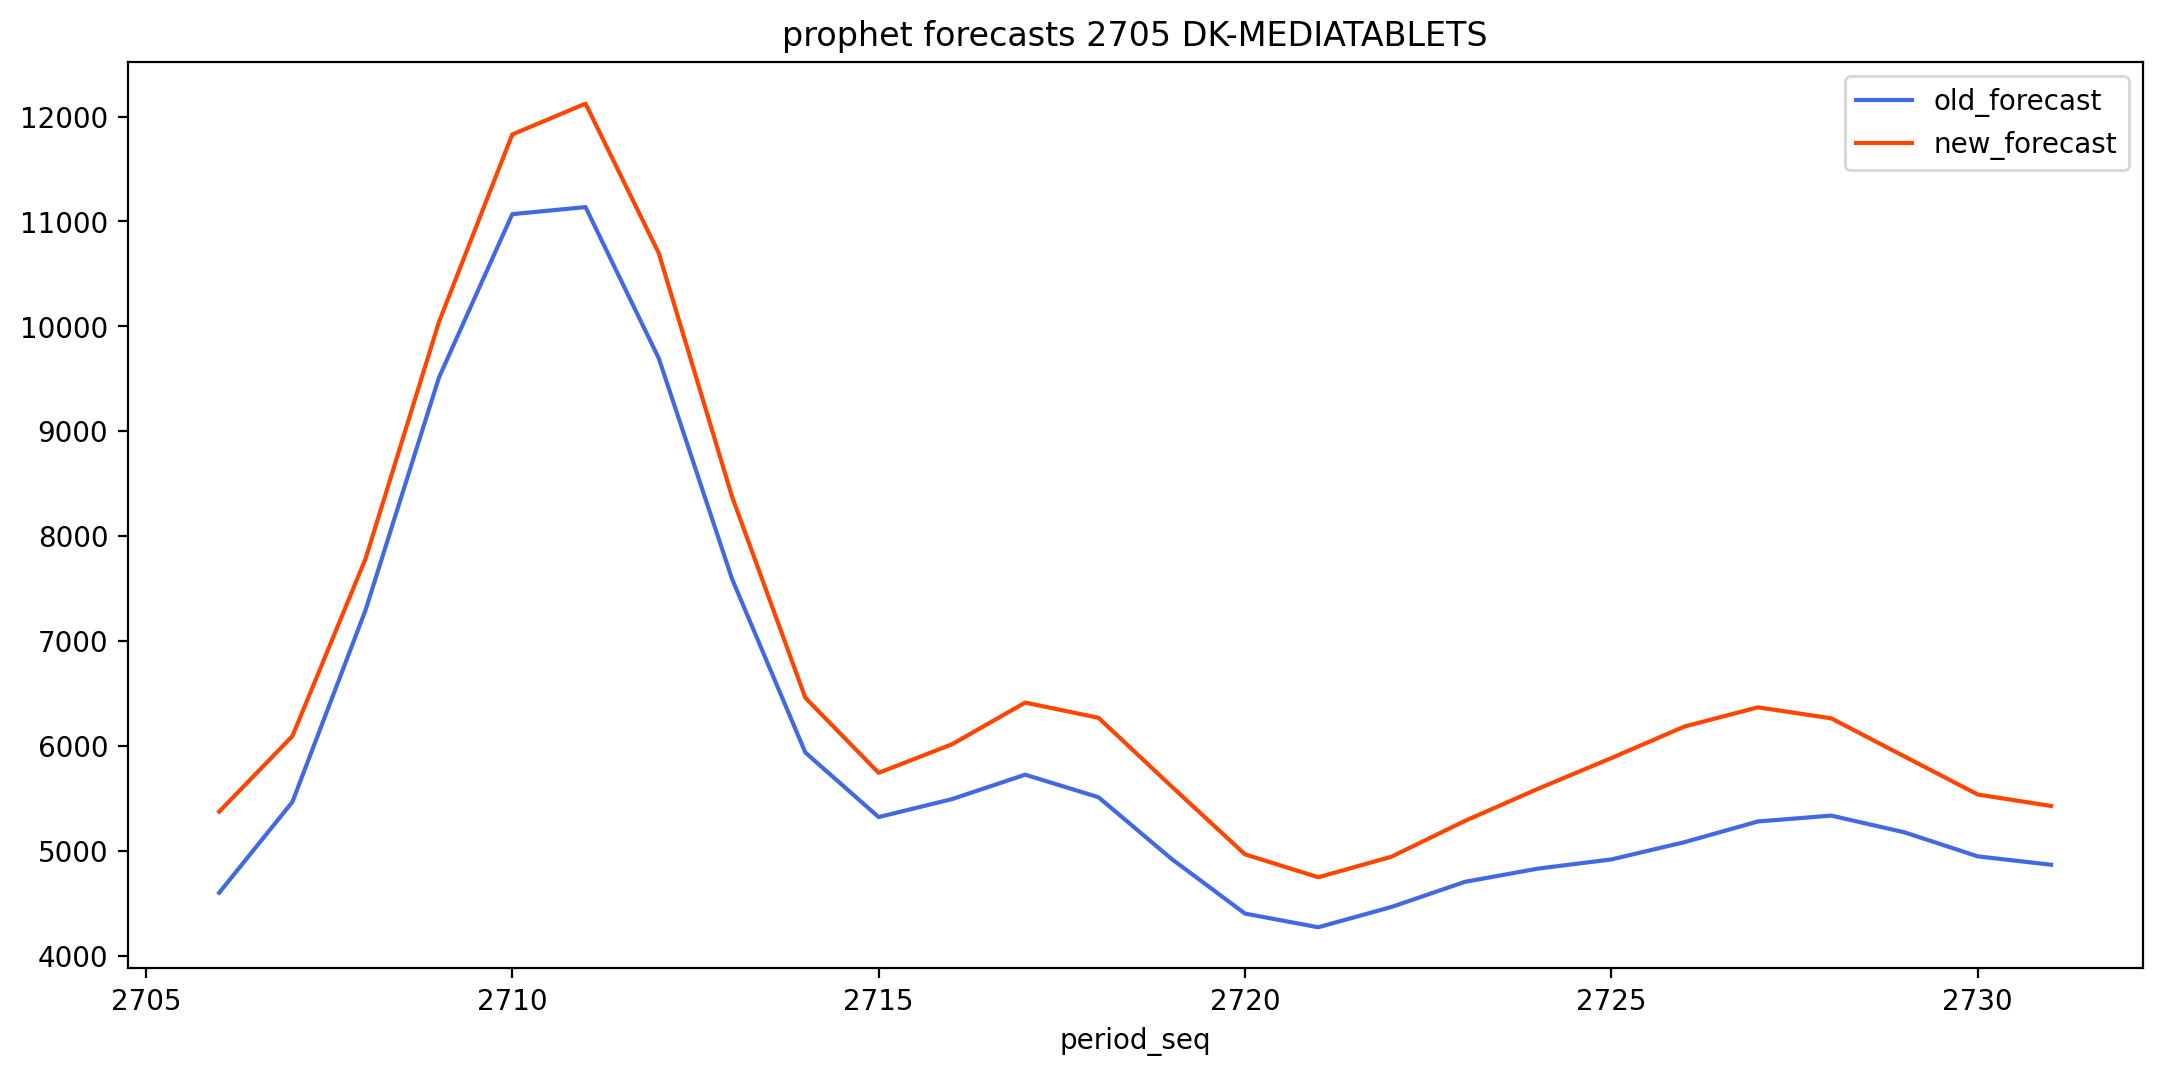 prophet forecasts 2705 DK-MEDIATABLETS
old_forecast
new_forecast
12000
11000
10000
9000
8000
7000
6000
5000
4000
2705 2710 2715 2720 2725 2730
period_seq